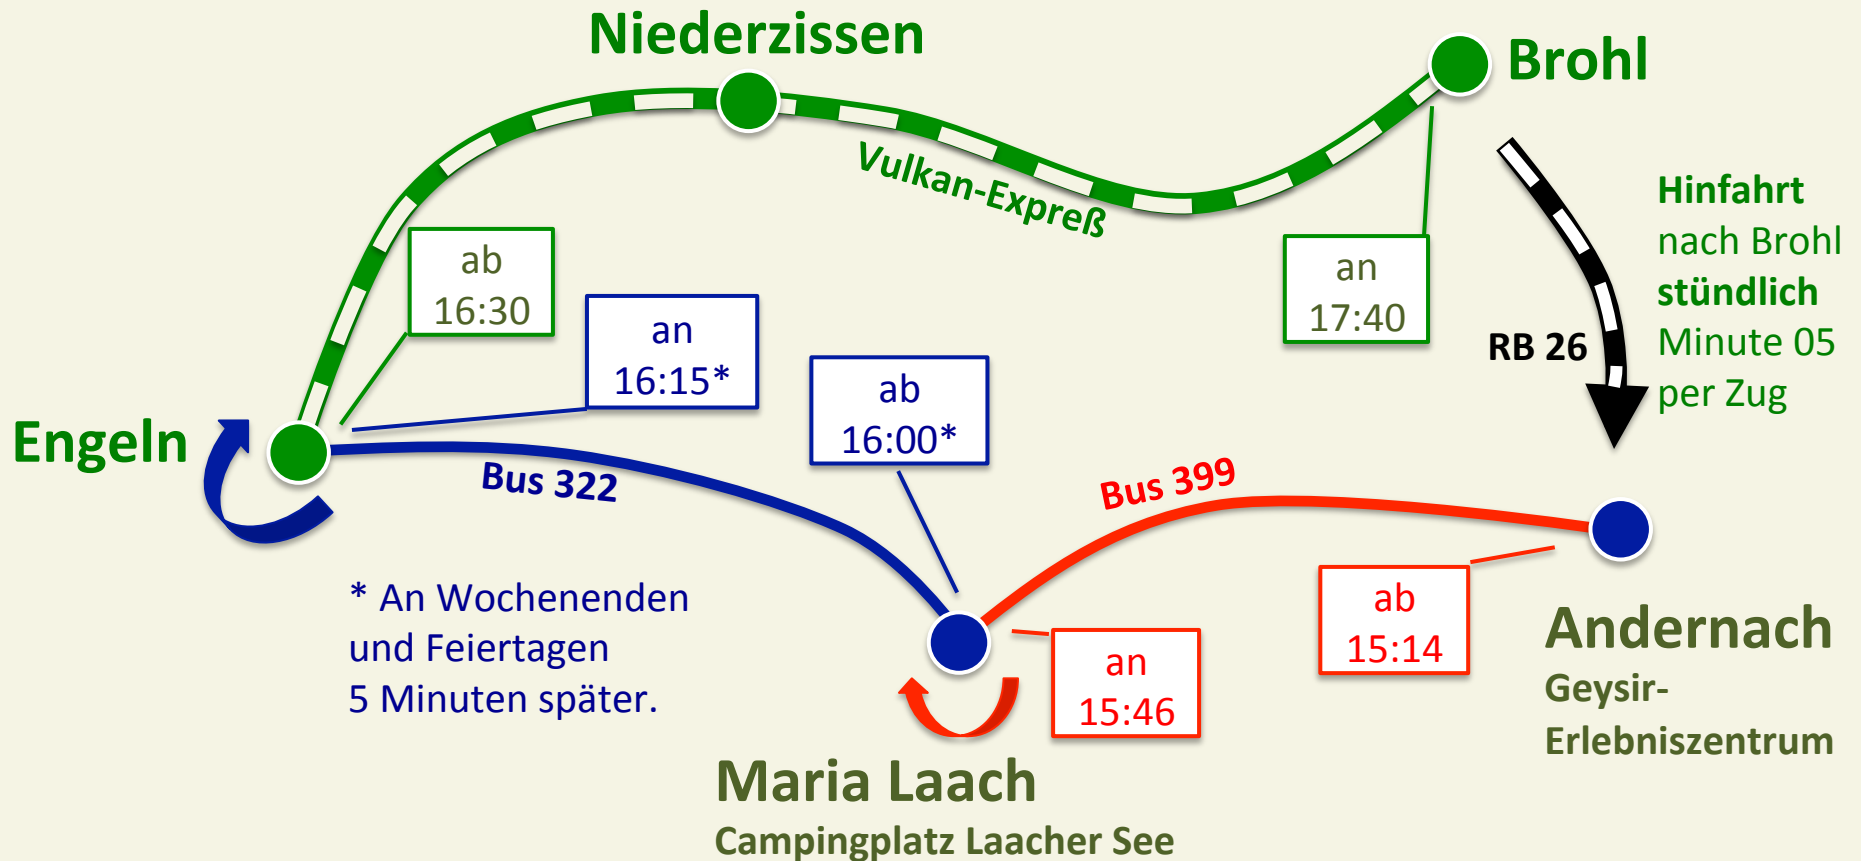 Niederzissen
Brohl
Vulkan-Expreß
Hinfahrt
nach Brohl
stündlich
Minute 05
per Zug
ab
16:30
an
17:40
RB 26
an
16:15*
ab
16:00*
Engeln
Bus 322
Bus 399
* An Wochenenden
und Feiertagen
5 Minuten später.
ab
15:14
an
15:46
Andernach
Geysir-
Erlebniszentrum
Maria Laach
Campingplatz Laacher See